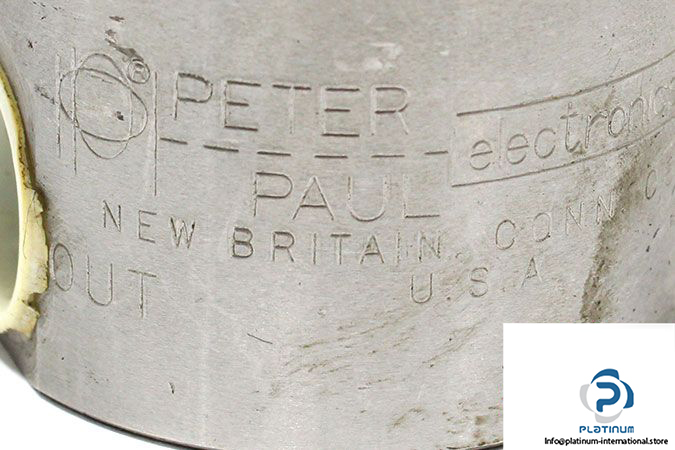 ®
PETER
electronic
PAUL
NEW BRITAIN, CONN
U.S.A.
OUT
PLATINUM
Info@platinum-international.store